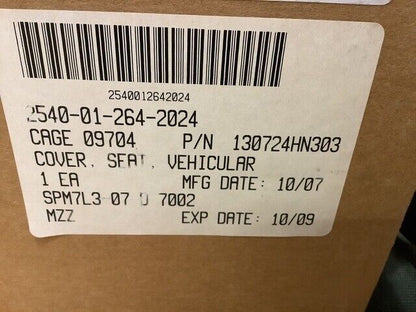 2540012642024
2540-01-264-2024
CAGE 09704 P/N 130724HN303
COVER, SEAT, VEHICULAR
1 EA MFG DATE: 10/07
SPM7L3 07 D 7002
MZZ EXP DATE: 10/09